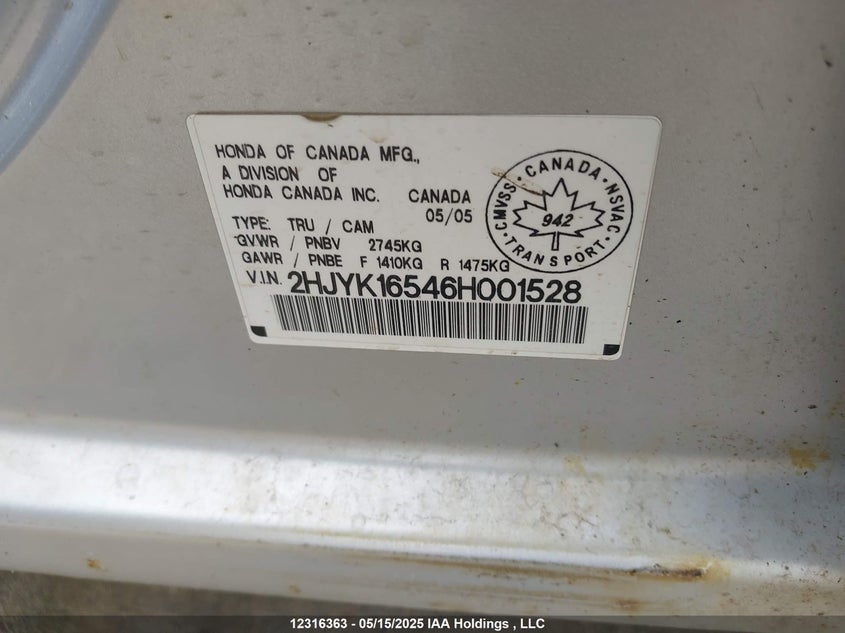 HONDA OF CANADA MFG.,
A DIVISION OF
HONDA CANADA INC. CANADA
05/05
TYPE: TRU / CAM
GVWR / PNBV 2745KG
GAWR / PNBE F 1410KG R 1475KG
V.I.N. 2HJYK16546H001528
CMVSS · CANADA · NSVAC
942
· TRANSPORT ·
12316363 - 05/15/2025 IAA Holdings , LLC